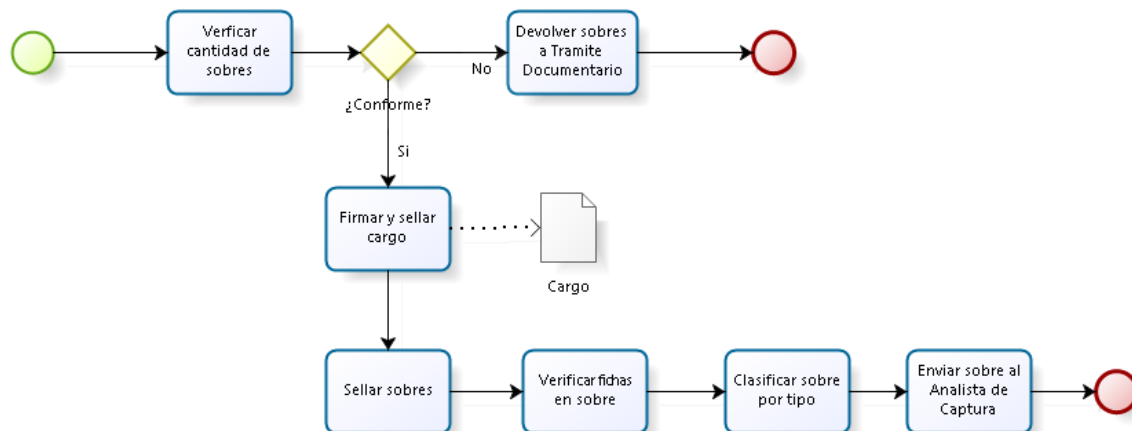 Verficar
cantidad de
sobres
Devolver sobres
a Tramite
Documentario
No
¿Conforme?
Si
Firmar y sellar
cargo
Cargo
Sellar sobres
Verificar fichas
en sobre
Clasificar sobre
por tipo
Enviar sobre al
Analista de
Captura